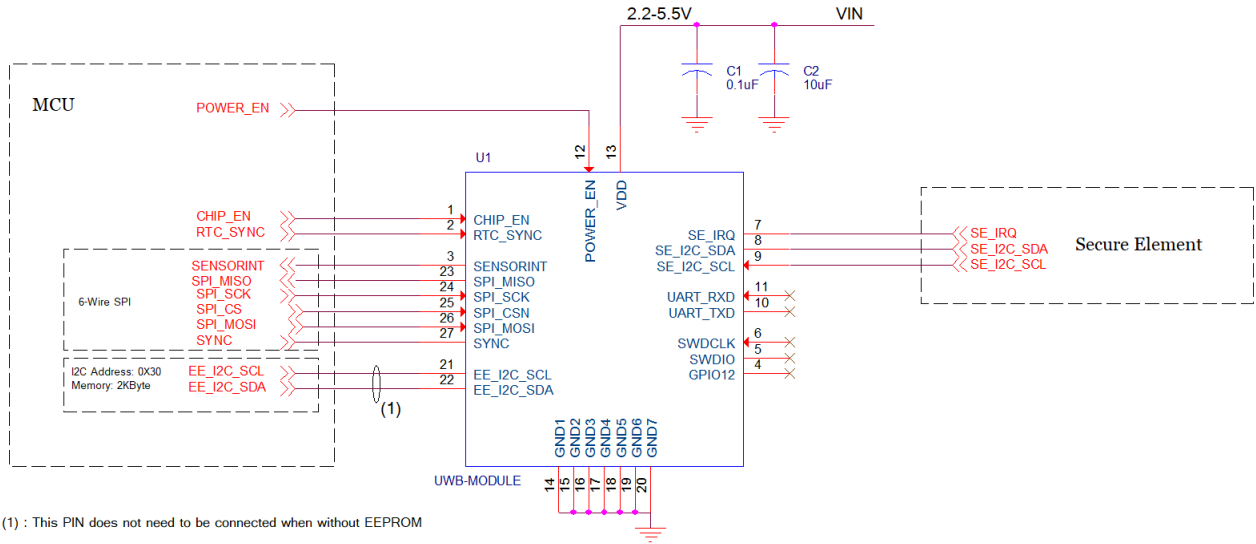 2.2-5.5V VIN
C1
0.1uF
C2
10uF
MCU
POWER_EN
CHIP_EN
RTC_SYNC
SENSORINT
SPI_MISO
SPI_SCK
SPI_CS
SPI_MOSI
SYNC
6-Wire SPI
I2C Address: 0X30
Memory: 2KByte
EE_I2C_SCL
EE_I2C_SDA
(1)
U1
12
13
POWER_EN
VDD
1
CHIP_EN
2
RTC_SYNC
3
SENSORINT
23
SPI_MISO
24
SPI_SCK
25
SPI_CSN
26
SPI_MOSI
27
SYNC
21
EE_I2C_SCL
22
EE_I2C_SDA
SE_IRQ
7
SE_I2C_SDA
8
SE_I2C_SCL
9
UART_RXD
11
UART_TXD
10
SWDCLK
6
SWDIO
5
GPIO12
4
GND1
GND2
GND3
GND4
GND5
GND6
GND7
14
15
16
17
18
19
20
UWB-MODULE
SE_IRQ
SE_I2C_SDA
SE_I2C_SCL
Secure Element
(1) : This PIN does not need to be connected when without EEPROM